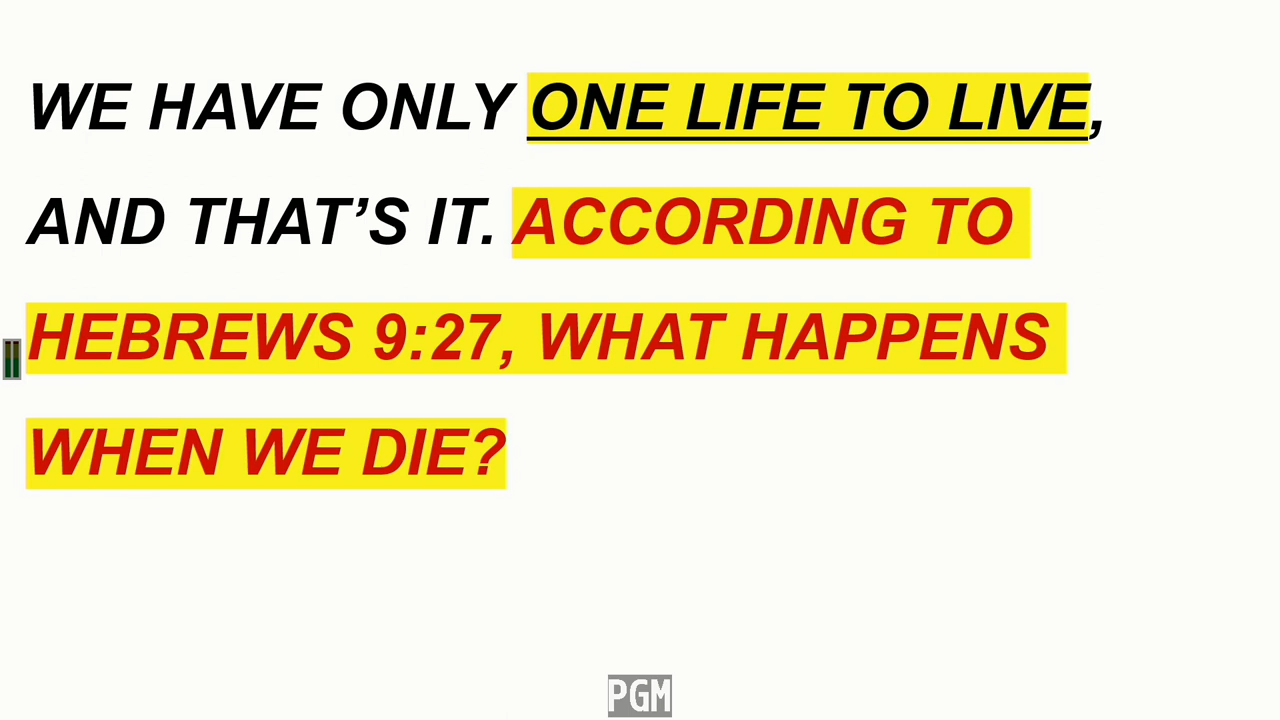 WE HAVE ONLY ONE LIFE TO LIVE,
AND THAT’S IT. ACCORDING TO
HEBREWS 9:27, WHAT HAPPENS
WHEN WE DIE?
PGM